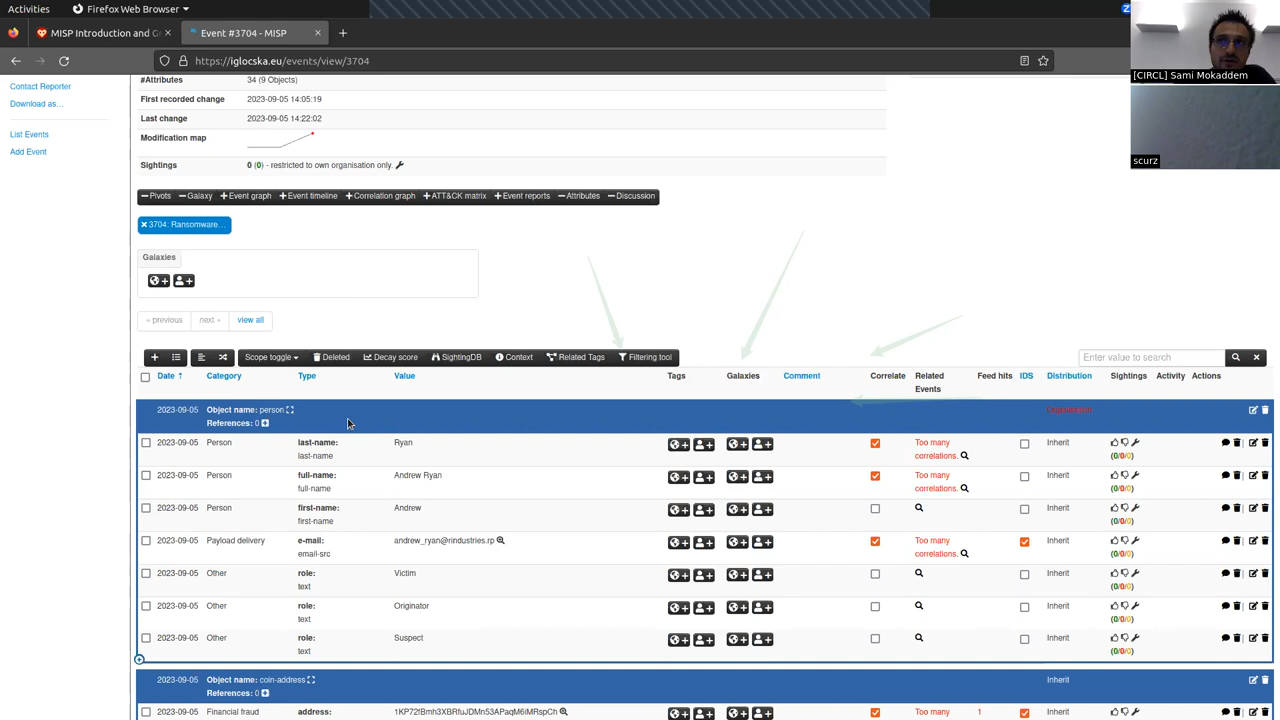 Activities
Firefox Web Browser
MISP Introduction and G
Event #3704 - MISP
https://iglocska.eu/events/view/3704
[CIRCL] Sami Mokaddem
scurz
Contact Reporter
Download as...
List Events
Add Event
#Attributes 34 (9 Objects)
First recorded change 2023-09-05 14:05:19
Last change 2023-09-05 14:22:02
Modification map
Sightings 0 (0) - restricted to own organisation only.
Pivots Galaxy Event graph Event timeline Correlation graph ATT&CK matrix Event reports Attributes Discussion
3704: Ransomware...
Galaxies
« previous next » view all
Scope toggle Deleted Decay score SightingDB Context Related Tags Filtering tool Enter value to search
Date Category Type Value Tags Galaxies Comment Correlate Related Events Feed hits IDS Distribution Sightings Activity Actions
2023-09-05 Object name: person
References: 0
2023-09-05 Person last-name: Ryan Too many Inherit
last-name correlations. (0/0/0)
2023-09-05 Person full-name: Andrew Ryan Too many Inherit
full-name correlations. (0/0/0)
2023-09-05 Person first-name: Andrew Inherit
first-name (0/0/0)
2023-09-05 Payload delivery e-mail: andrew_ryan@rindustries.rp Too many Inherit
email-src correlations. (0/0/0)
2023-09-05 Other role: Victim Inherit
text (0/0/0)
2023-09-05 Other role: Originator Inherit
text (0/0/0)
2023-09-05 Other role: Suspect Inherit
text (0/0/0)
2023-09-05 Object name: coin-address Inherit
References: 0
2023-09-05 Financial fraud address: Too many 1 Inherit